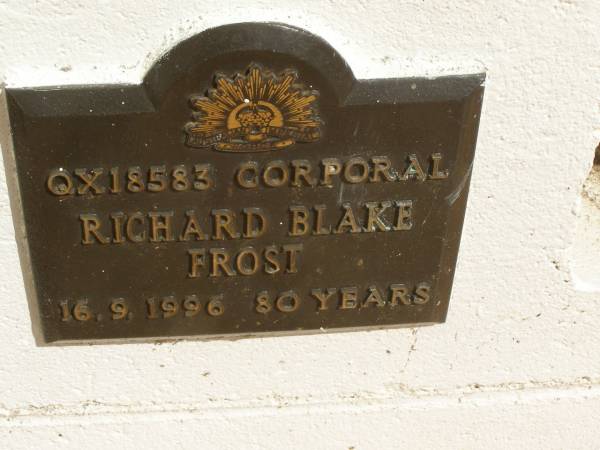 QX18583 CORPORAL
RICHARD BLAKE
FROST
16.9.1996 80 YEARS